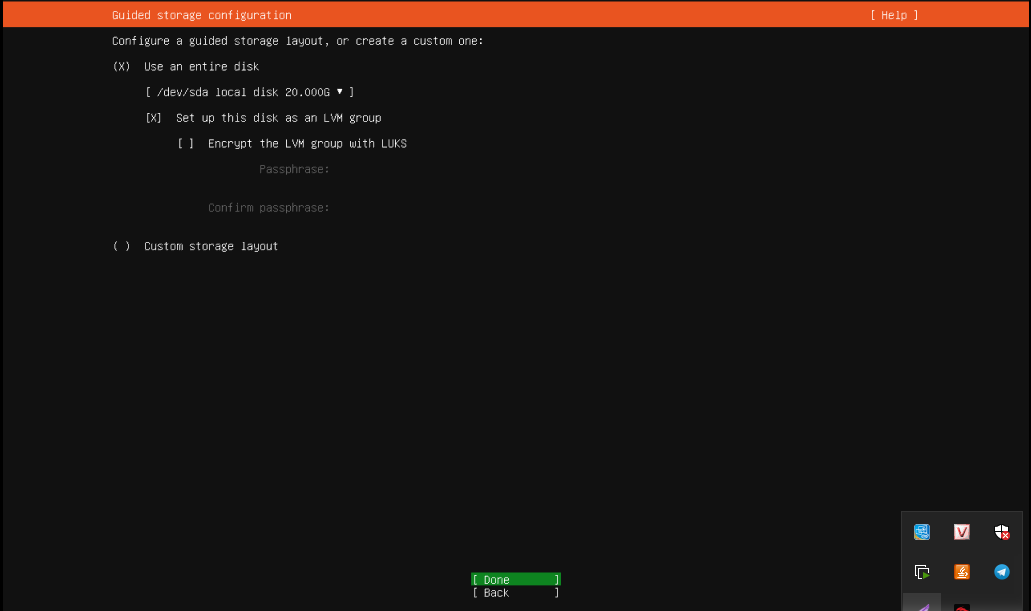 Guided storage configuration [ Help ]
Configure a guided storage layout, or create a custom one:
(X) Use an entire disk
[ /dev/sda local disk 20.000G ▾ ]
[X] Set up this disk as an LVM group
[ ] Encrypt the LVM group with LUKS
Passphrase:
Confirm passphrase:
( ) Custom storage layout
[ Done ]
[ Back ]